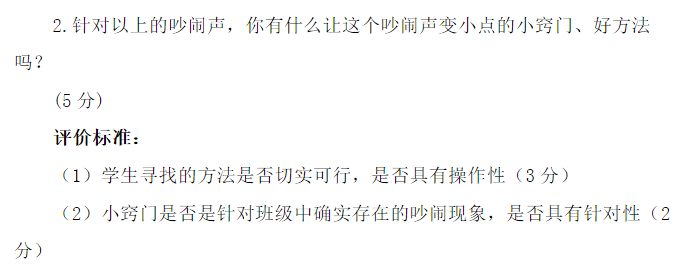 2.针对以上的吵闹声，你有什么让这个吵闹声变小点的小窍门、好方法
吗？
(5 分)
评价标准：
（1）学生寻找的方法是否切实可行，是否具有操作性（3 分）
（2）小窍门是否是针对班级中确实存在的吵闹现象，是否具有针对性（2
分）